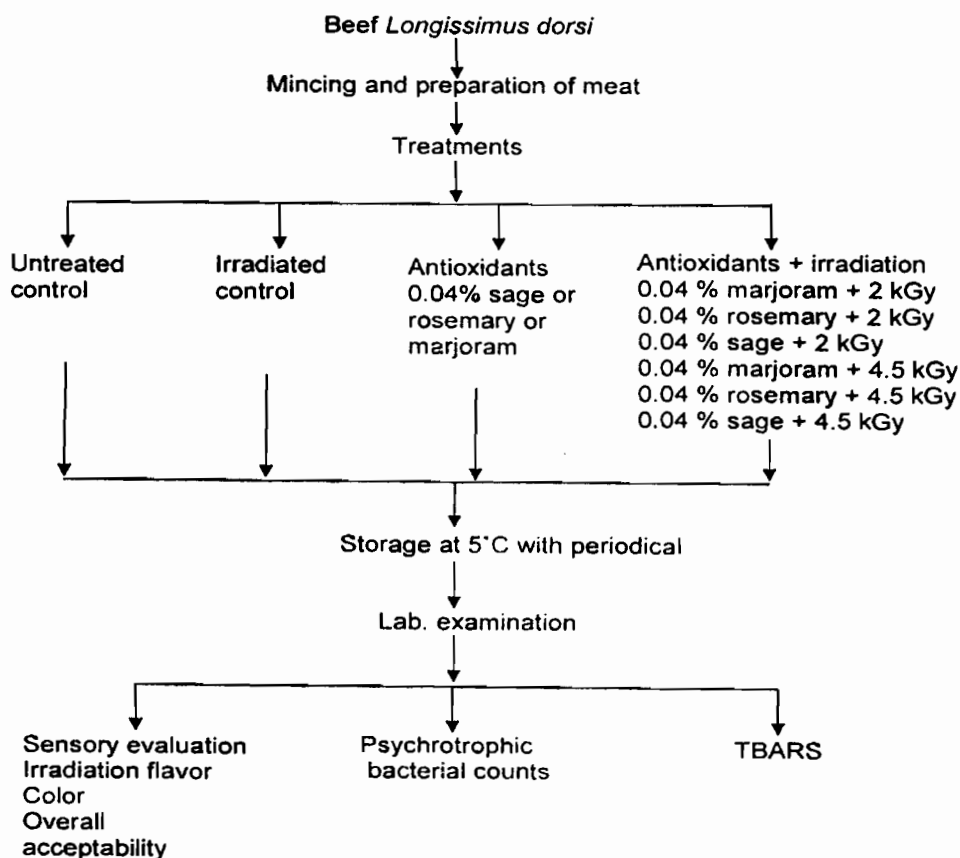 Beef Longissimus dorsi
Mincing and preparation of meat
Treatments
Untreated
control
Irradiated
control
Antioxidants
0.04% sage or
rosemary or
marjoram
Antioxidants + irradiation
0.04 % marjoram + 2 kGy
0.04 % rosemary + 2 kGy
0.04 % sage + 2 kGy
0.04 % marjoram + 4.5 kGy
0.04 % rosemary + 4.5 kGy
0.04 % sage + 4.5 kGy
Storage at 5°C with periodical
Lab. examination
Sensory evaluation
Irradiation flavor
Color
Overall
acceptability
Psychrotrophic
bacterial counts
TBARS